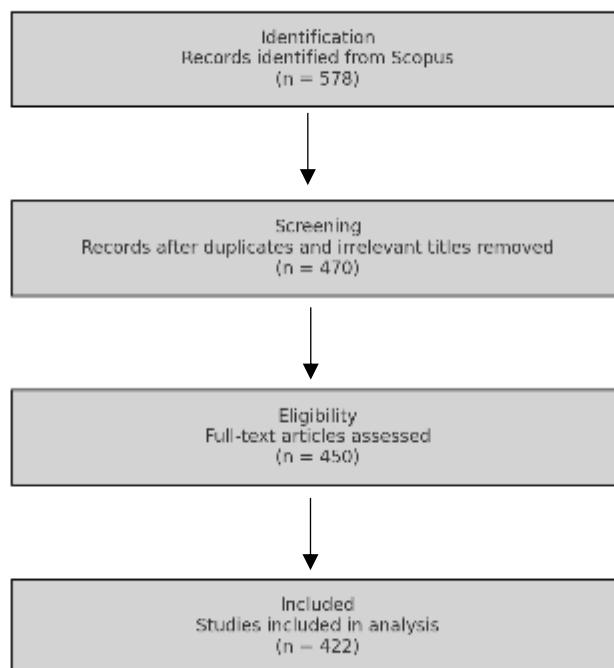 Identification
Records identified from Scopus
(n = 578)
Screening
Records after duplicates and irrelevant titles removed
(n = 470)
Eligibility
Full-text articles assessed
(n = 450)
Included
Studies included in analysis
(n = 422)